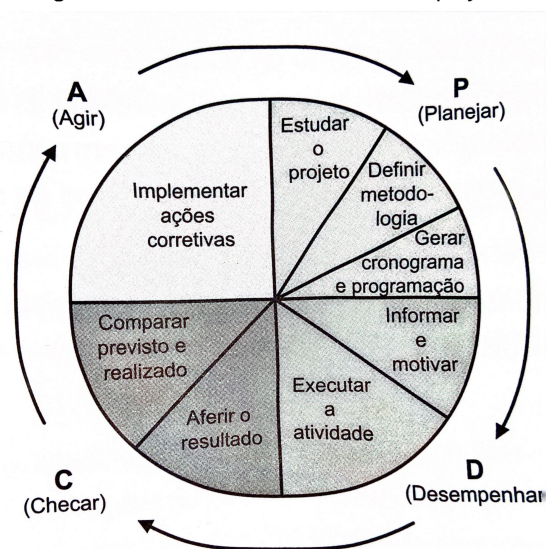 A
(Agir)
P
(Planejar)
Estudar
o
projeto
Definir
metodo-
logia
Gerar
cronograma
e programação
Implementar
ações
corretivas
Informar
e
motivar
Executar
a
atividade
Comparar
previsto e
realizado
Aferir o
resultado
C
(Checar)
D
(Desempenhar